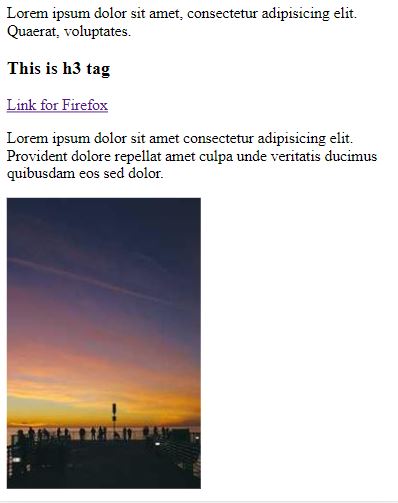 Lorem ipsum dolor sit amet, consectetur adipisicing elit.
Quaerat, voluptates.
This is h3 tag
Link for Firefox
Lorem ipsum dolor sit amet consectetur adipisicing elit.
Provident dolore repellat amet culpa unde veritatis ducimus
quibusdam eos sed dolor.